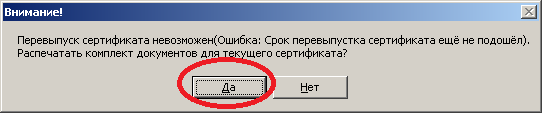 Внимание!
Перевыпуск сертификата невозможен(Ошибка: Срок перевыпустка сертификата ещё не подошёл).
Распечатать комплект документов для текущего сертификата?
Да Нет